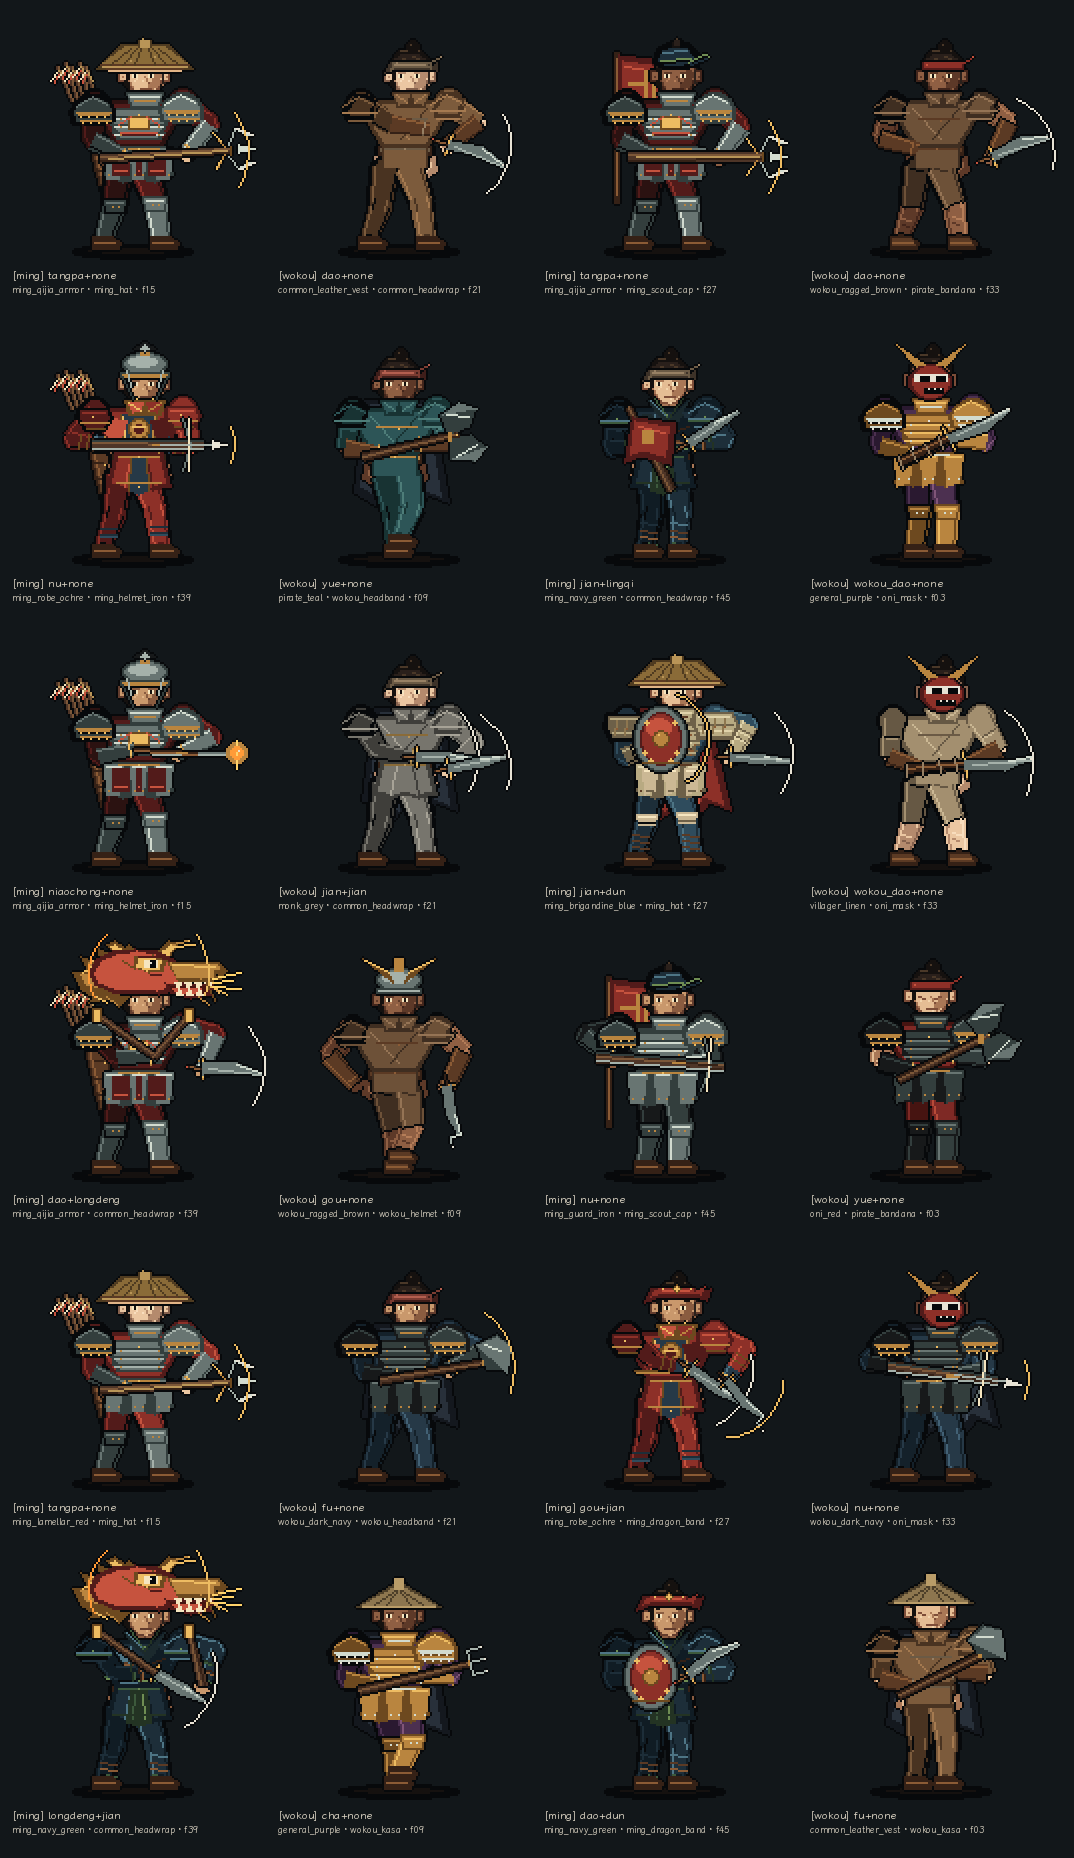 [ming] tangpa+none
ming_qijia_armor • ming_hat • f15
[wokou] dao+none
common_leather_vest • common_headwrap • f21
[ming] tangpa+none
ming_qijia_armor • ming_scout_cap • f27
[wokou] dao+none
wokou_ragged_brown • pirate_bandana • f33
[ming] nu+none
ming_robe_ochre • ming_helmet_iron • f39
[wokou] yue+none
pirate_teal • wokou_headband • f09
[ming] jian+lingqi
ming_navy_green • common_headwrap • f45
[wokou] wokou_dao+none
general_purple • oni_mask • f03
[ming] niaochong+none
ming_qijia_armor • ming_helmet_iron • f15
[wokou] jian+jian
monk_grey • common_headwrap • f21
[ming] jian+dun
ming_brigandine_blue • ming_hat • f27
[wokou] wokou_dao+none
villager_linen • oni_mask • f33
[ming] dao+longdeng
ming_qijia_armor • common_headwrap • f39
[wokou] gou+none
wokou_ragged_brown • wokou_helmet • f09
[ming] nu+none
ming_guard_iron • ming_scout_cap • f45
[wokou] yue+none
oni_red • pirate_bandana • f03
[ming] tangpa+none
ming_lamellar_red • ming_hat • f15
[wokou] fu+none
wokou_dark_navy • wokou_headband • f21
[ming] gou+jian
ming_robe_ochre • ming_dragon_band • f27
[wokou] nu+none
wokou_dark_navy • oni_mask • f33
[ming] longdeng+jian
ming_navy_green • common_headwrap • f39
[wokou] cha+none
general_purple • wokou_kasa • f09
[ming] dao+dun
ming_navy_green • ming_dragon_band • f45
[wokou] fu+none
common_leather_vest • wokou_kasa • f03